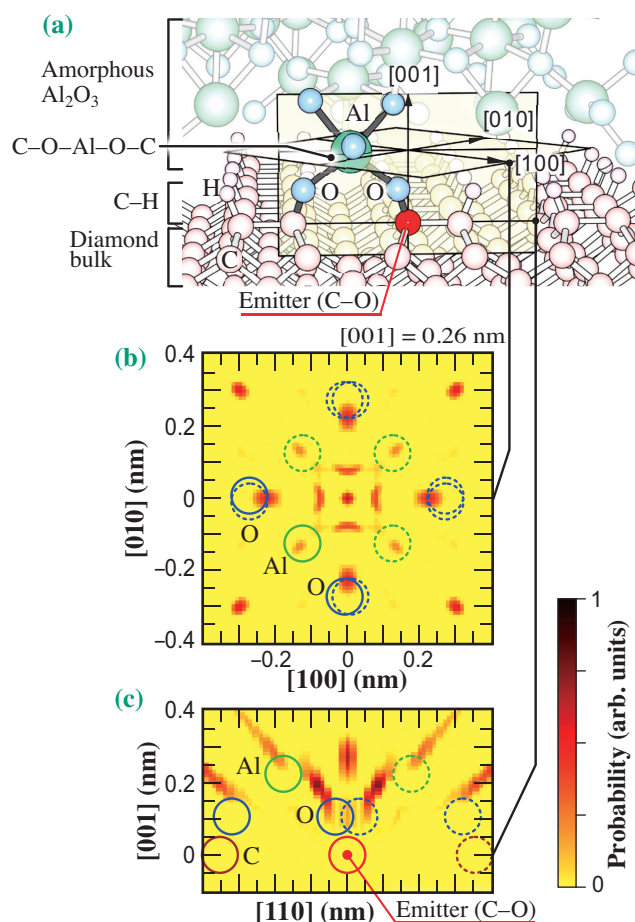 (a)
Amorphous
Al₂O₃
[001]
Al
[010]
C–O–Al–O–C
[100]
H
O O
C–H
Diamond
bulk
C
Emitter (C–O)
[001] = 0.26 nm
(b)
0.4
0.2
0
−0.2
−0.4
[010] (nm)
O
Al
O
−0.2 0 0.2
[100] (nm)
(c)
0.4
0.2
0
[001] (nm)
Al
O
C
[110] (nm)
Emitter (C–O)
1
0
Probability (arb. units)